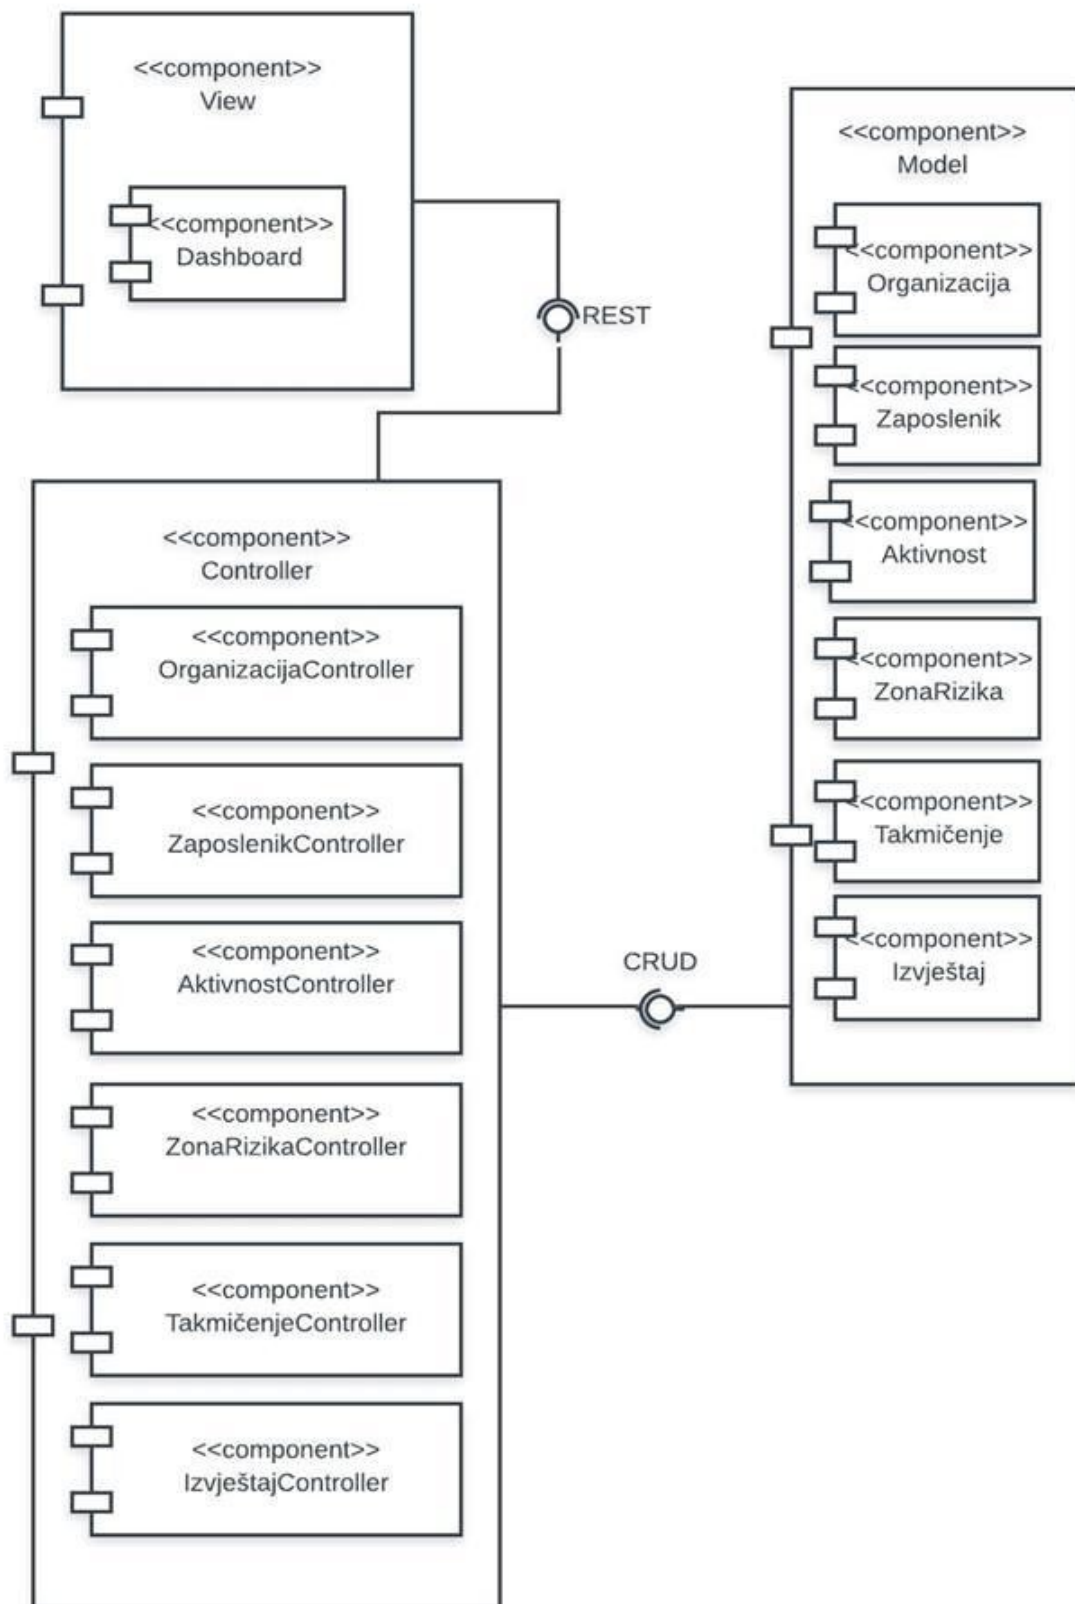 <<component>>
View
<<component>>
Dashboard
REST
<<component>>
Controller
<<component>>
OrganizacijaController
<<component>>
ZaposlenikController
<<component>>
AktivnostController
<<component>>
ZonaRizikaController
<<component>>
TakmičenjeController
<<component>>
IzvještajController
CRUD
<<component>>
Model
<<component>>
Organizacija
<<component>>
Zaposlenik
<<component>>
Aktivnost
<<component>>
ZonaRizika
<<component>>
Takmičenje
<<component>>
Izvještaj